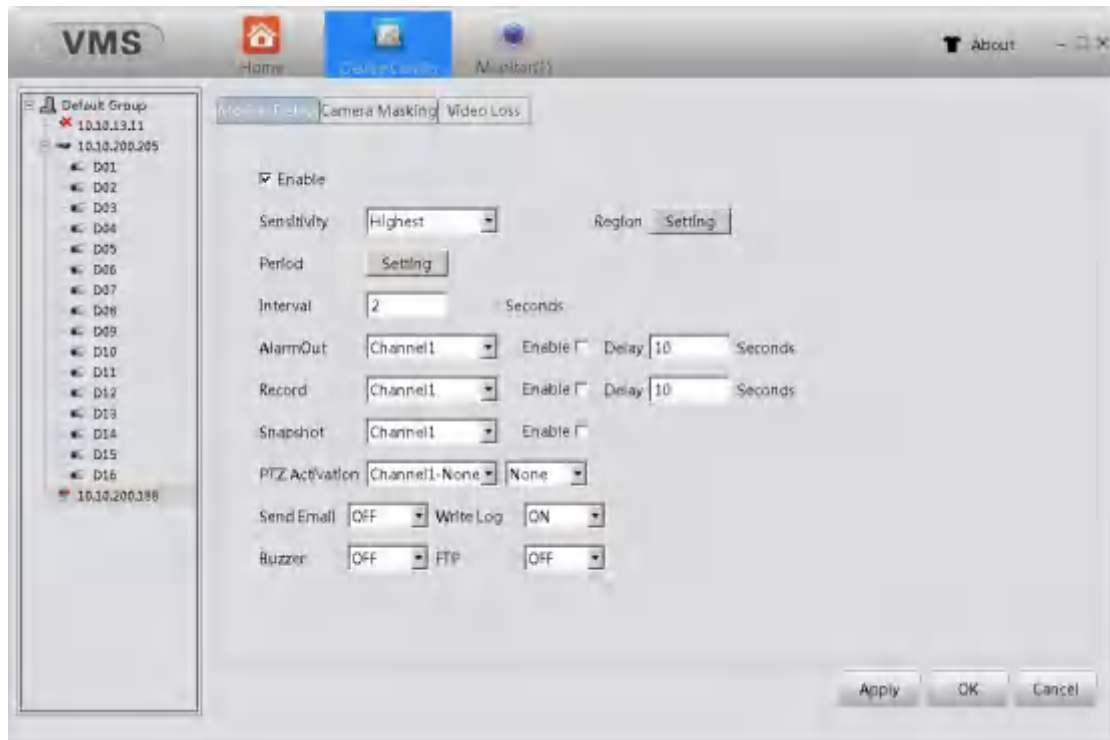 VMS
Home
Device Config
Monitor(1)
About
Default Group
10.10.13.11
10.10.200.205
D01
D02
D03
D04
D05
D06
D07
D08
D09
D10
D11
D12
D13
D14
D15
D16
10.10.200.198
Camera Masking Video Loss
Enable
Sensitivity Highest Region Setting
Period Setting
Interval 2 Seconds
AlarmOut Channel1 Enable Delay 10 Seconds
Record Channel1 Enable Delay 10 Seconds
Snapshot Channel1 Enable
PTZ Activation Channel1-None None
Send Email OFF Write Log ON
Buzzer OFF FTP OFF
Apply OK Cancel